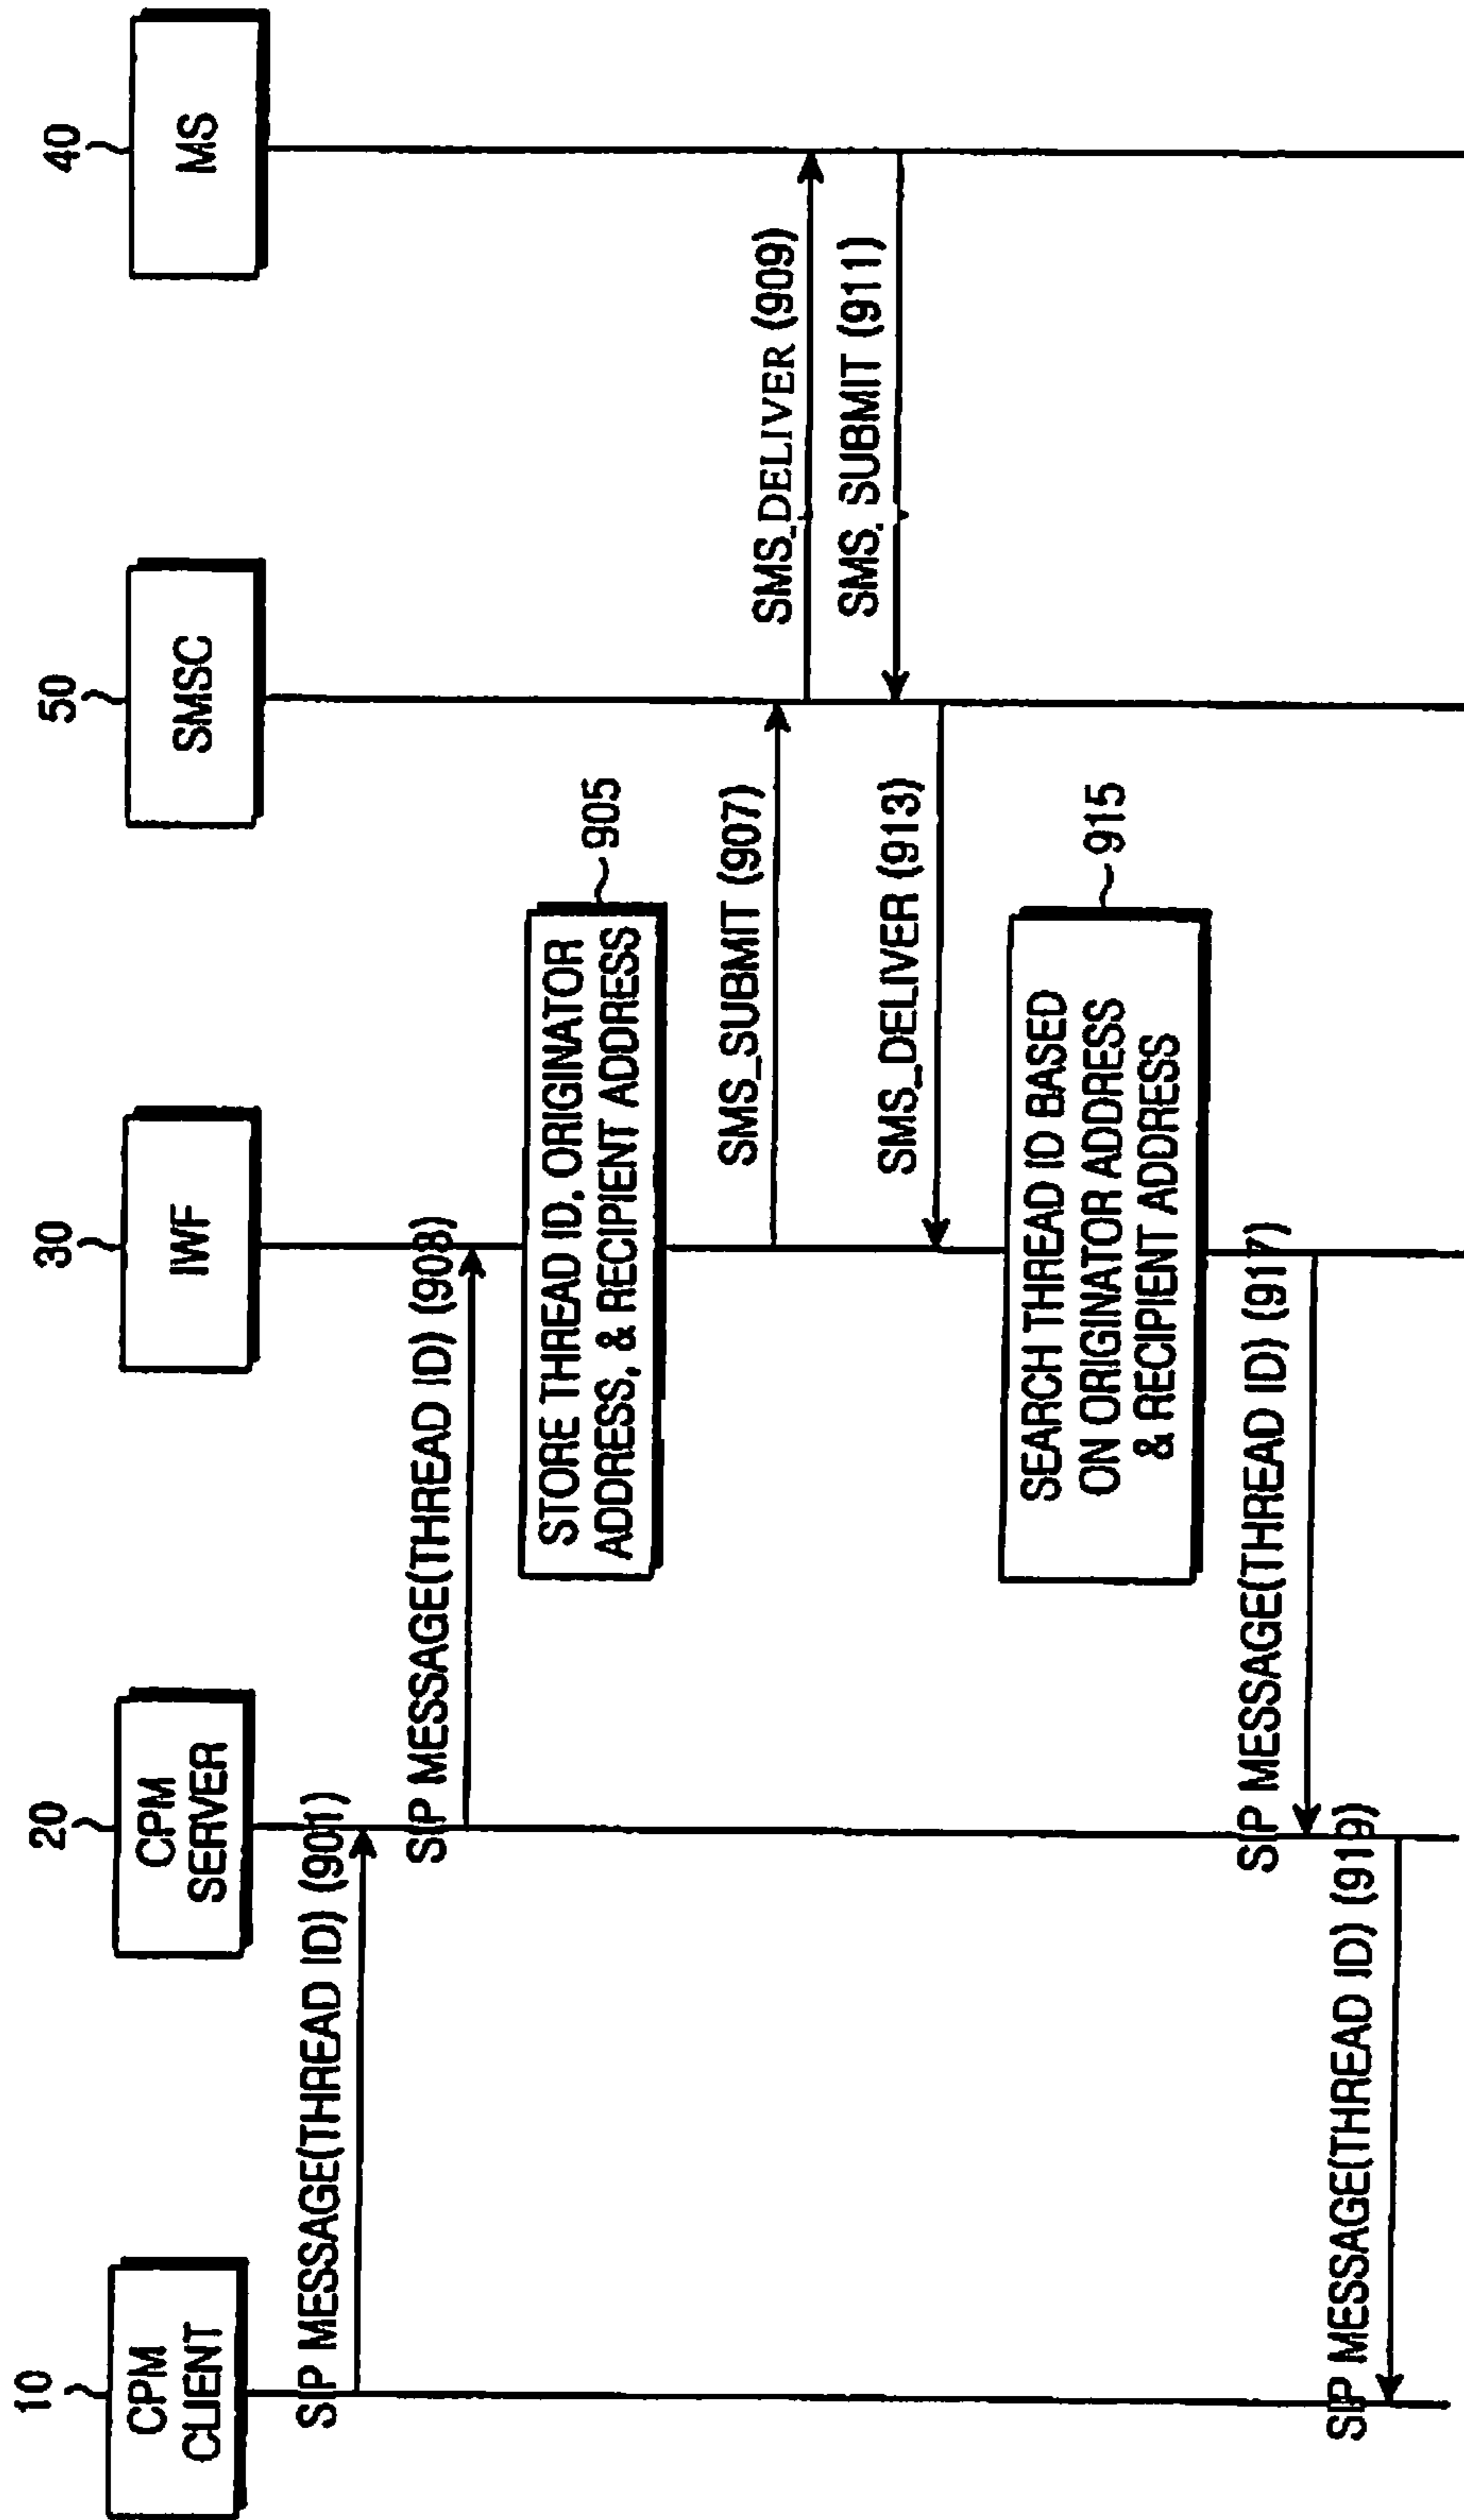 10
20
30
50
40
CPM
CLIENT
CPM
SERVER
IWF
SMSC
MS
SIP MESSAGE(THREAD ID) (901)
SIP MESSAGE(THREAD ID) (903)
STORE THREAD ID, ORIGINATOR
ADDRESS, & RECIPIENT ADDRESS
905
SMS_SUBMIT (907)
SMS_DELIVER (909)
SMS_SUBMIT (911)
SMS_DELIVER (913)
SEARCH THREAD ID BASED
ON ORIGINATOR ADDRESS
& RECIPIENT ADDRESS
915
SIP MESSAGE(THREAD ID) (917)
SIP MESSAGE(THREAD ID) (919)